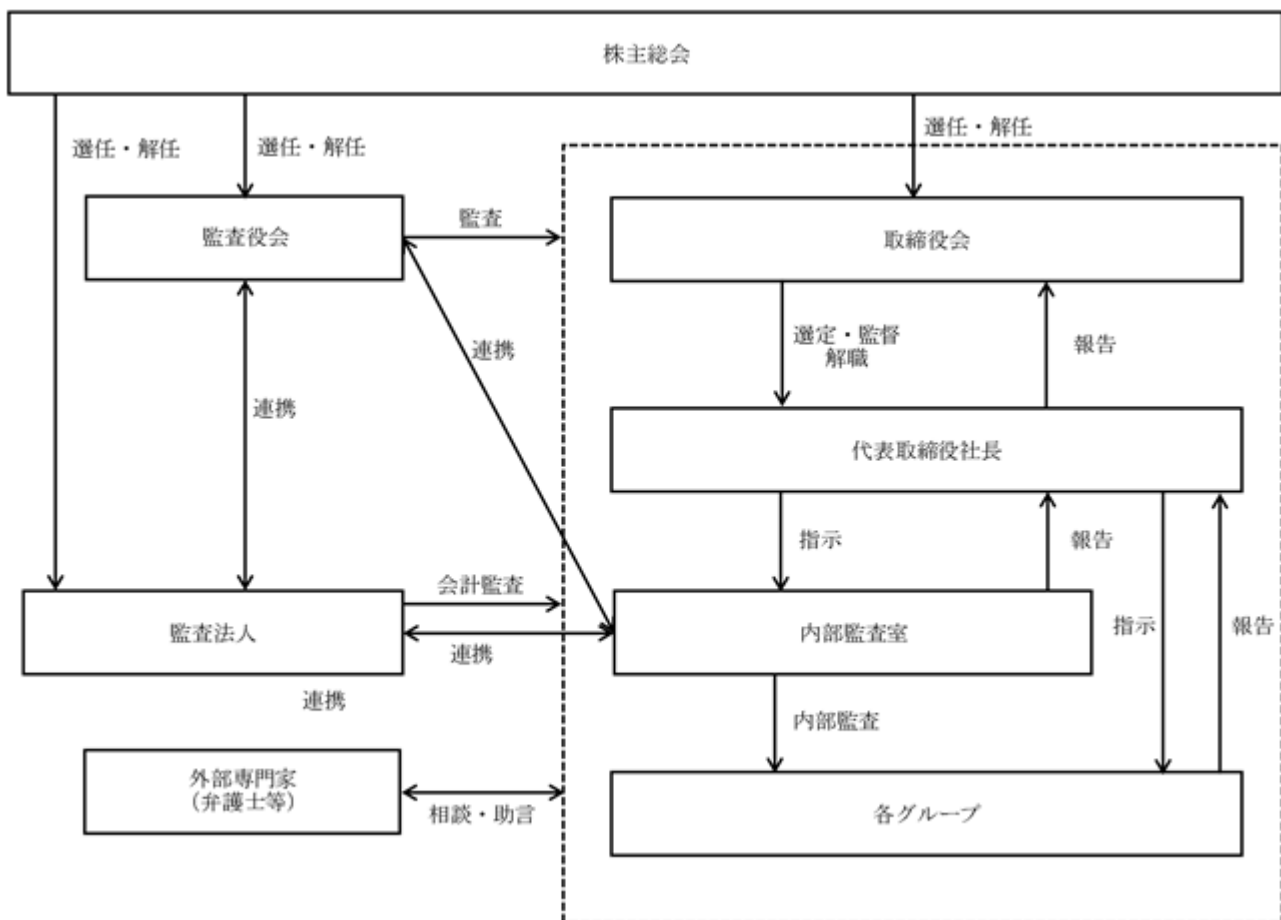 株主総会
選任・解任
選任・解任
選任・解任
監査役会
監査
取締役会
選定・監督
解職
報告
連携
連携
代表取締役社長
指示
報告
会計監査
監査法人
連携
内部監査室
指示
報告
連携
内部監査
外部専門家
(弁護士等)
相談・助言
各グループ